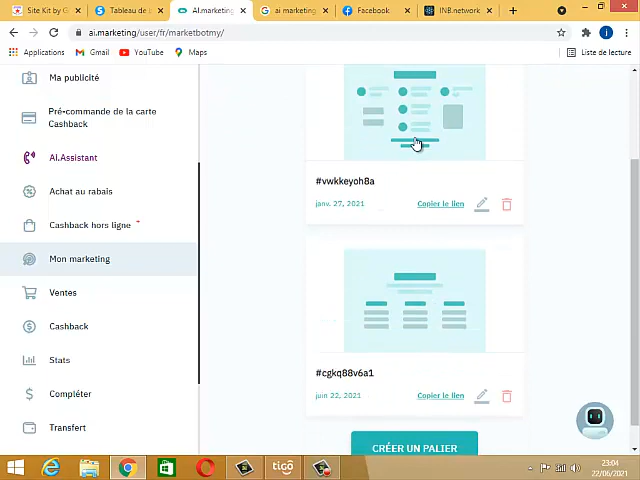 Site Kit by G
Tableau de b
AI.marketing
ai marketing
Facebook
INB.network
ai.marketing/user/fr/marketbotmy/
Applications
Gmail
YouTube
Maps
Liste de lecture
Ma publicité
Pré-commande de la carte
Cashback
AI.Assistant
Achat au rabais
Cashback hors ligne *
Mon marketing
Ventes
Cashback
Stats
Compléter
Transfert
#vwkkeyoh8a
janv. 27, 2021
Copier le lien
#cgkq88v6a1
juin 22, 2021
Copier le lien
CRÉER UN PALIER
tigo
23:04
22/06/2021